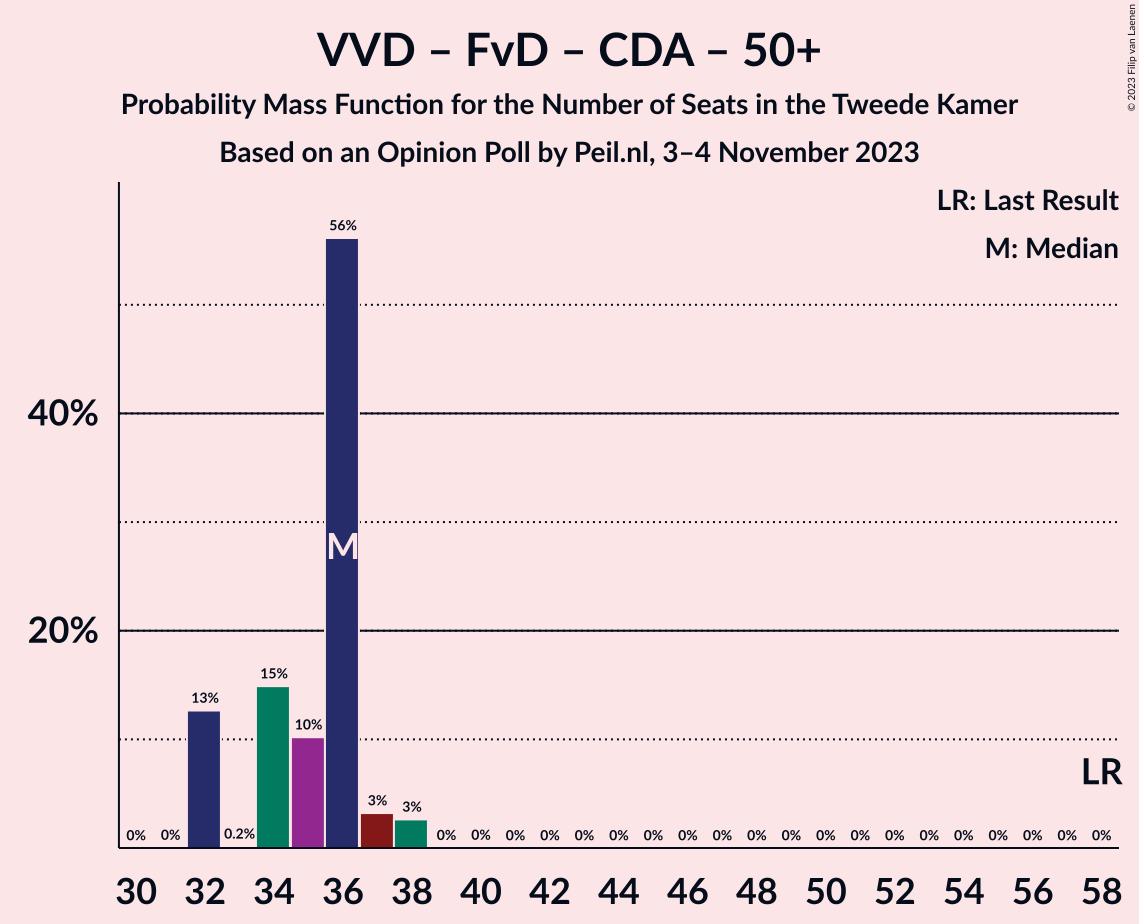 VVD – FvD – CDA – 50+
Probability Mass Function for the Number of Seats in the Tweede Kamer
Based on an Opinion Poll by Peil.nl, 3–4 November 2023
© 2023 Filip van Laenen
LR: Last Result
M: Median
56%
40%
M
20%
15%
13%
10%
LR
3%
3%
0% 0% 0.2% 0% 0% 0% 0% 0% 0% 0% 0% 0% 0% 0% 0% 0% 0% 0% 0% 0% 0% 0% 0%
30 32 34 36 38 40 42 44 46 48 50 52 54 56 58